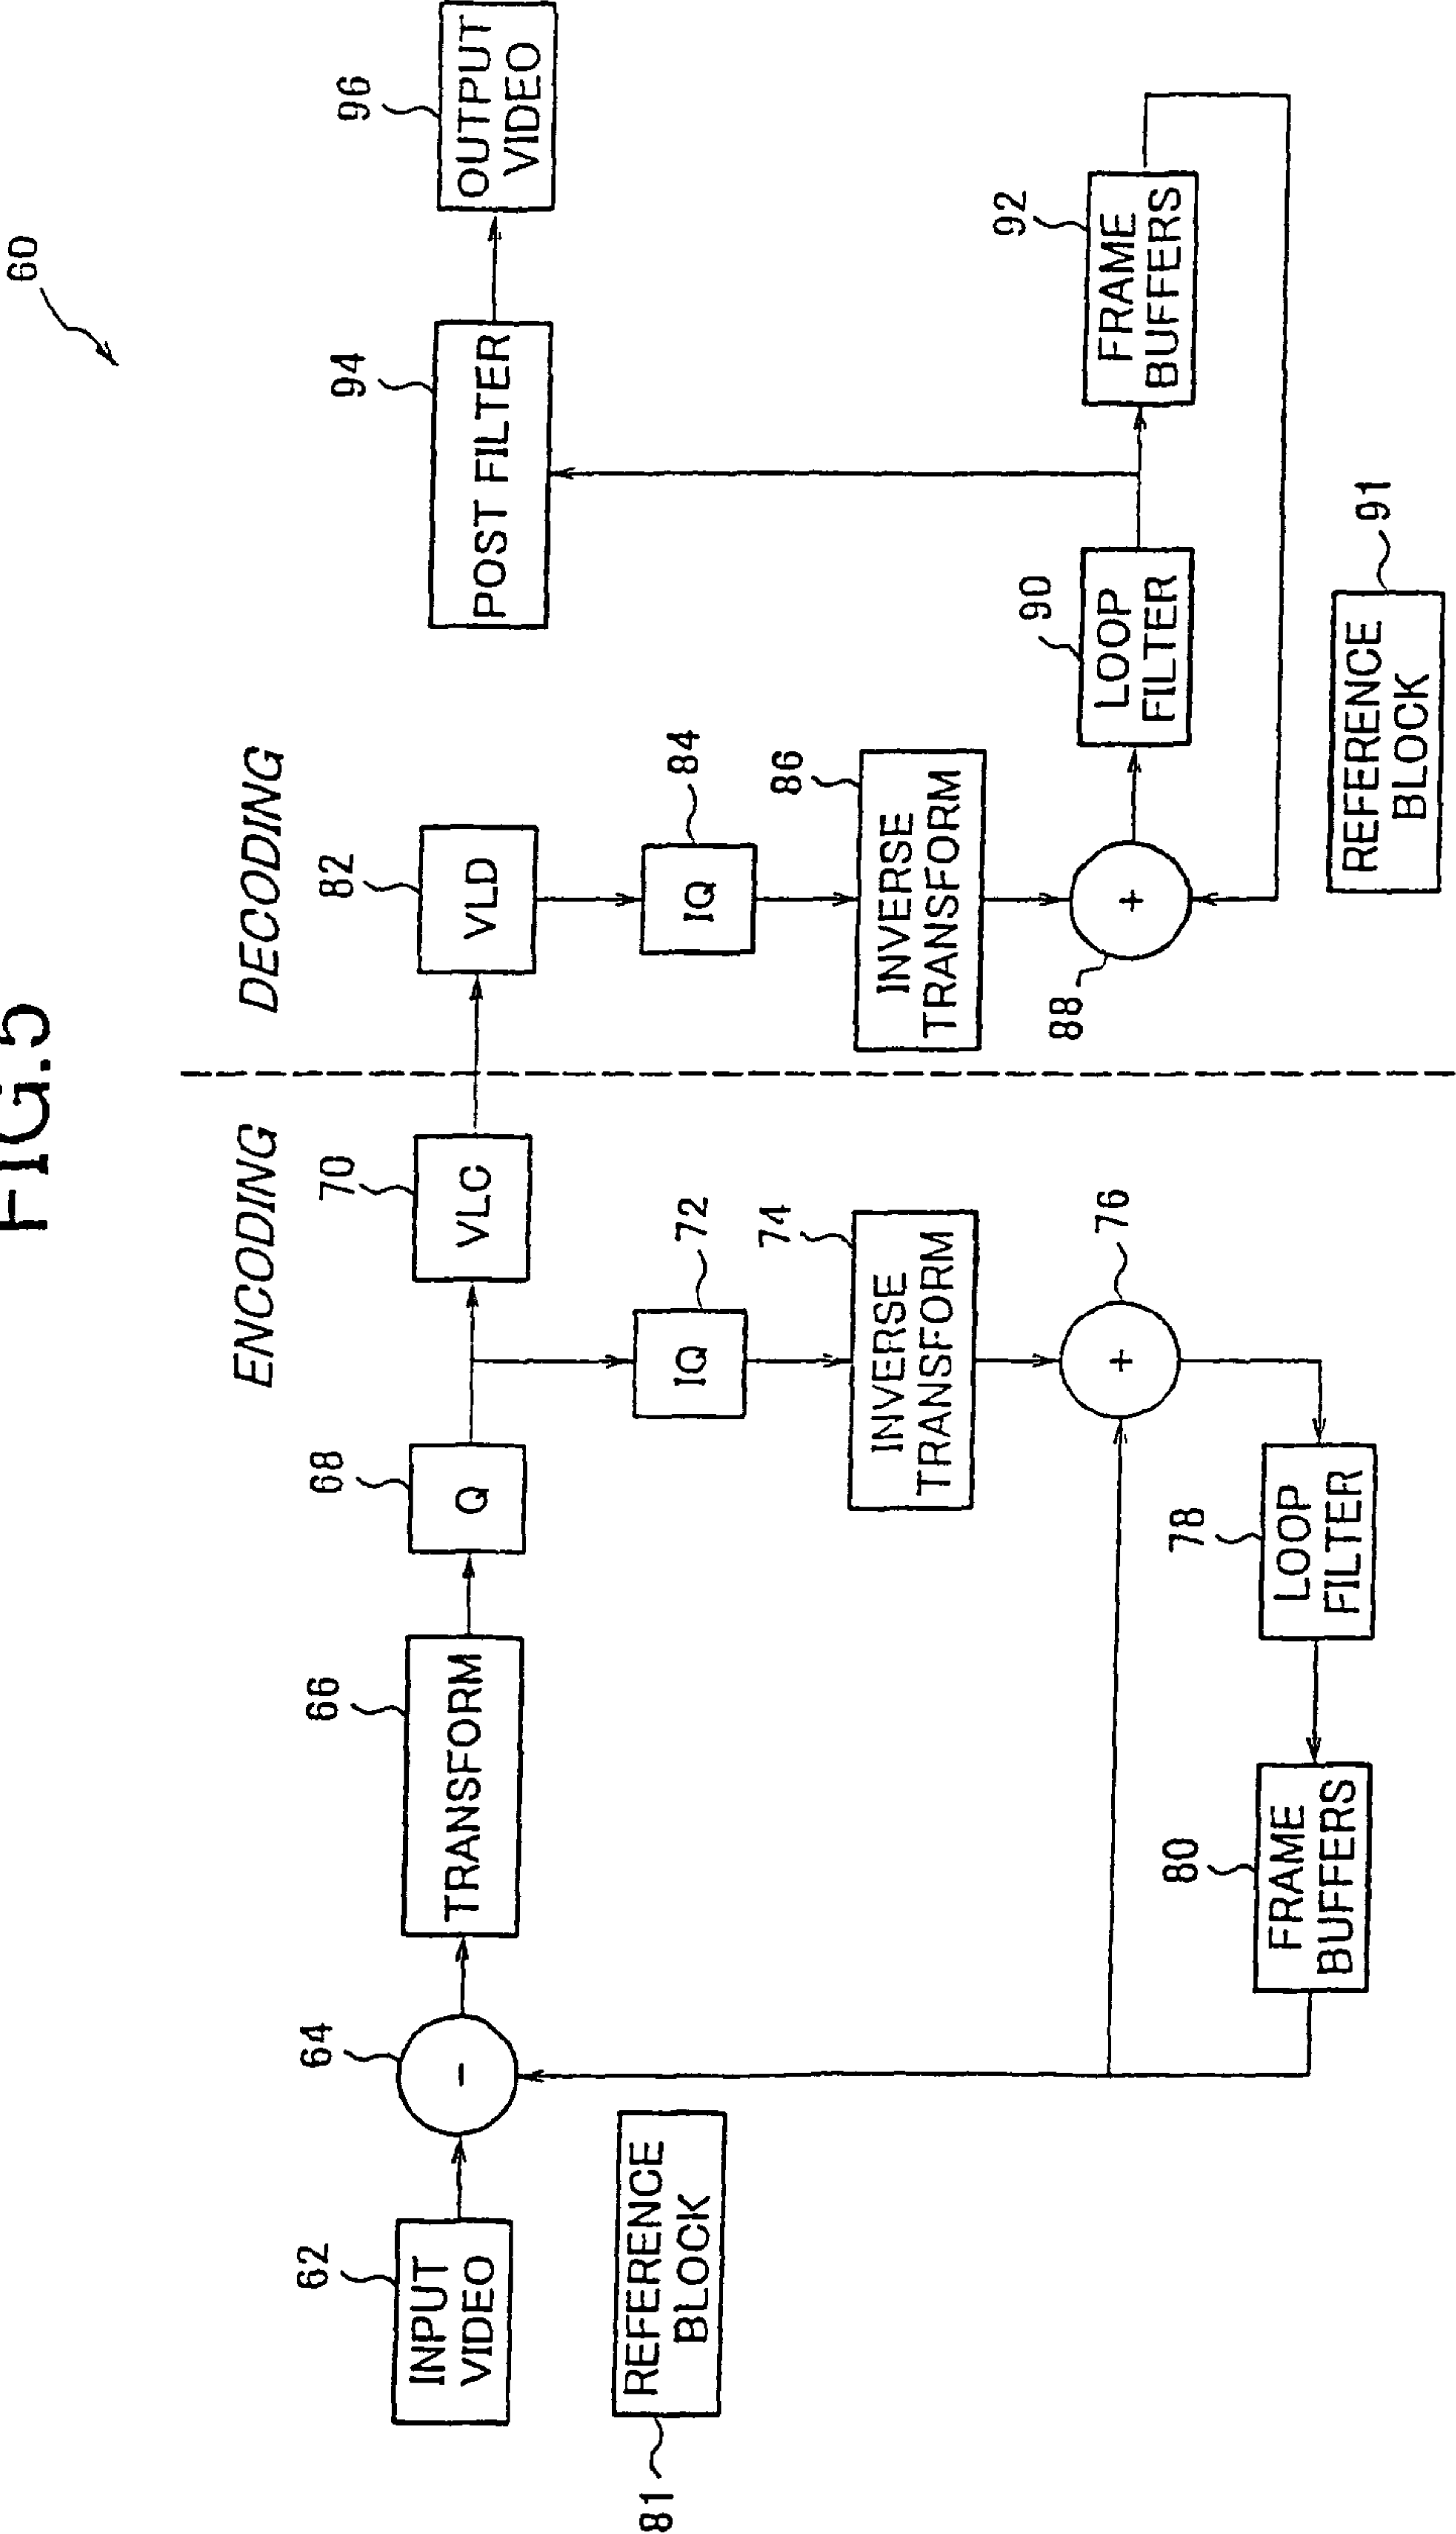 FIG.5
60
ENCODING
DECODING
62
INPUT
VIDEO
64
-
66
TRANSFORM
68
Q
70
VLC
82
VLD
94
POST FILTER
96
OUTPUT
VIDEO
72
IQ
84
IQ
74
INVERSE
TRANSFORM
86
INVERSE
TRANSFORM
76
+
88
+
90
LOOP
FILTER
92
FRAME
BUFFERS
78
LOOP
FILTER
80
FRAME
BUFFERS
81
REFERENCE
BLOCK
91
REFERENCE
BLOCK